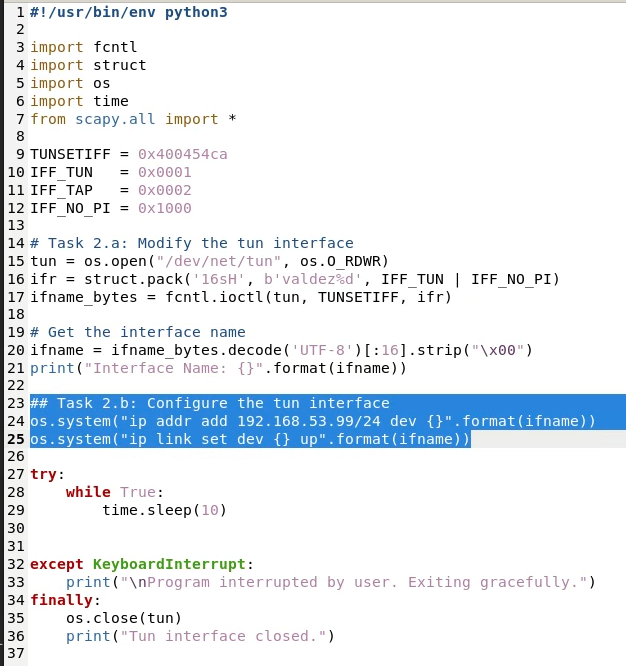 1 #!/usr/bin/env python3
2
3 import fcntl
4 import struct
5 import os
6 import time
7 from scapy.all import *
8
9 TUNSETIFF = 0x400454ca
10 IFF_TUN   = 0x0001
11 IFF_TAP   = 0x0002
12 IFF_NO_PI = 0x1000
13
14 # Task 2.a: Modify the tun interface
15 tun = os.open("/dev/net/tun", os.O_RDWR)
16 ifr = struct.pack('16sH', b'valdez%d', IFF_TUN | IFF_NO_PI)
17 ifname_bytes = fcntl.ioctl(tun, TUNSETIFF, ifr)
18
19 # Get the interface name
20 ifname = ifname_bytes.decode('UTF-8')[:16].strip("\x00")
21 print("Interface Name: {}".format(ifname))
22
23 ## Task 2.b: Configure the tun interface
24 os.system("ip addr add 192.168.53.99/24 dev {}".format(ifname))
25 os.system("ip link set dev {} up".format(ifname))
26
27 try:
28     while True:
29         time.sleep(10)
30
31
32 except KeyboardInterrupt:
33     print("\nProgram interrupted by user. Exiting gracefully.")
34 finally:
35     os.close(tun)
36     print("Tun interface closed.")
37